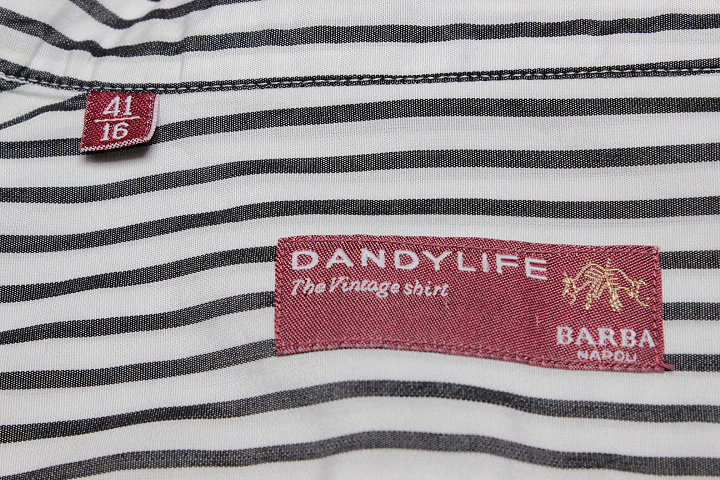 41
16
DANDYLIFE
The Vintage shirt
BARBA
NAPOLI